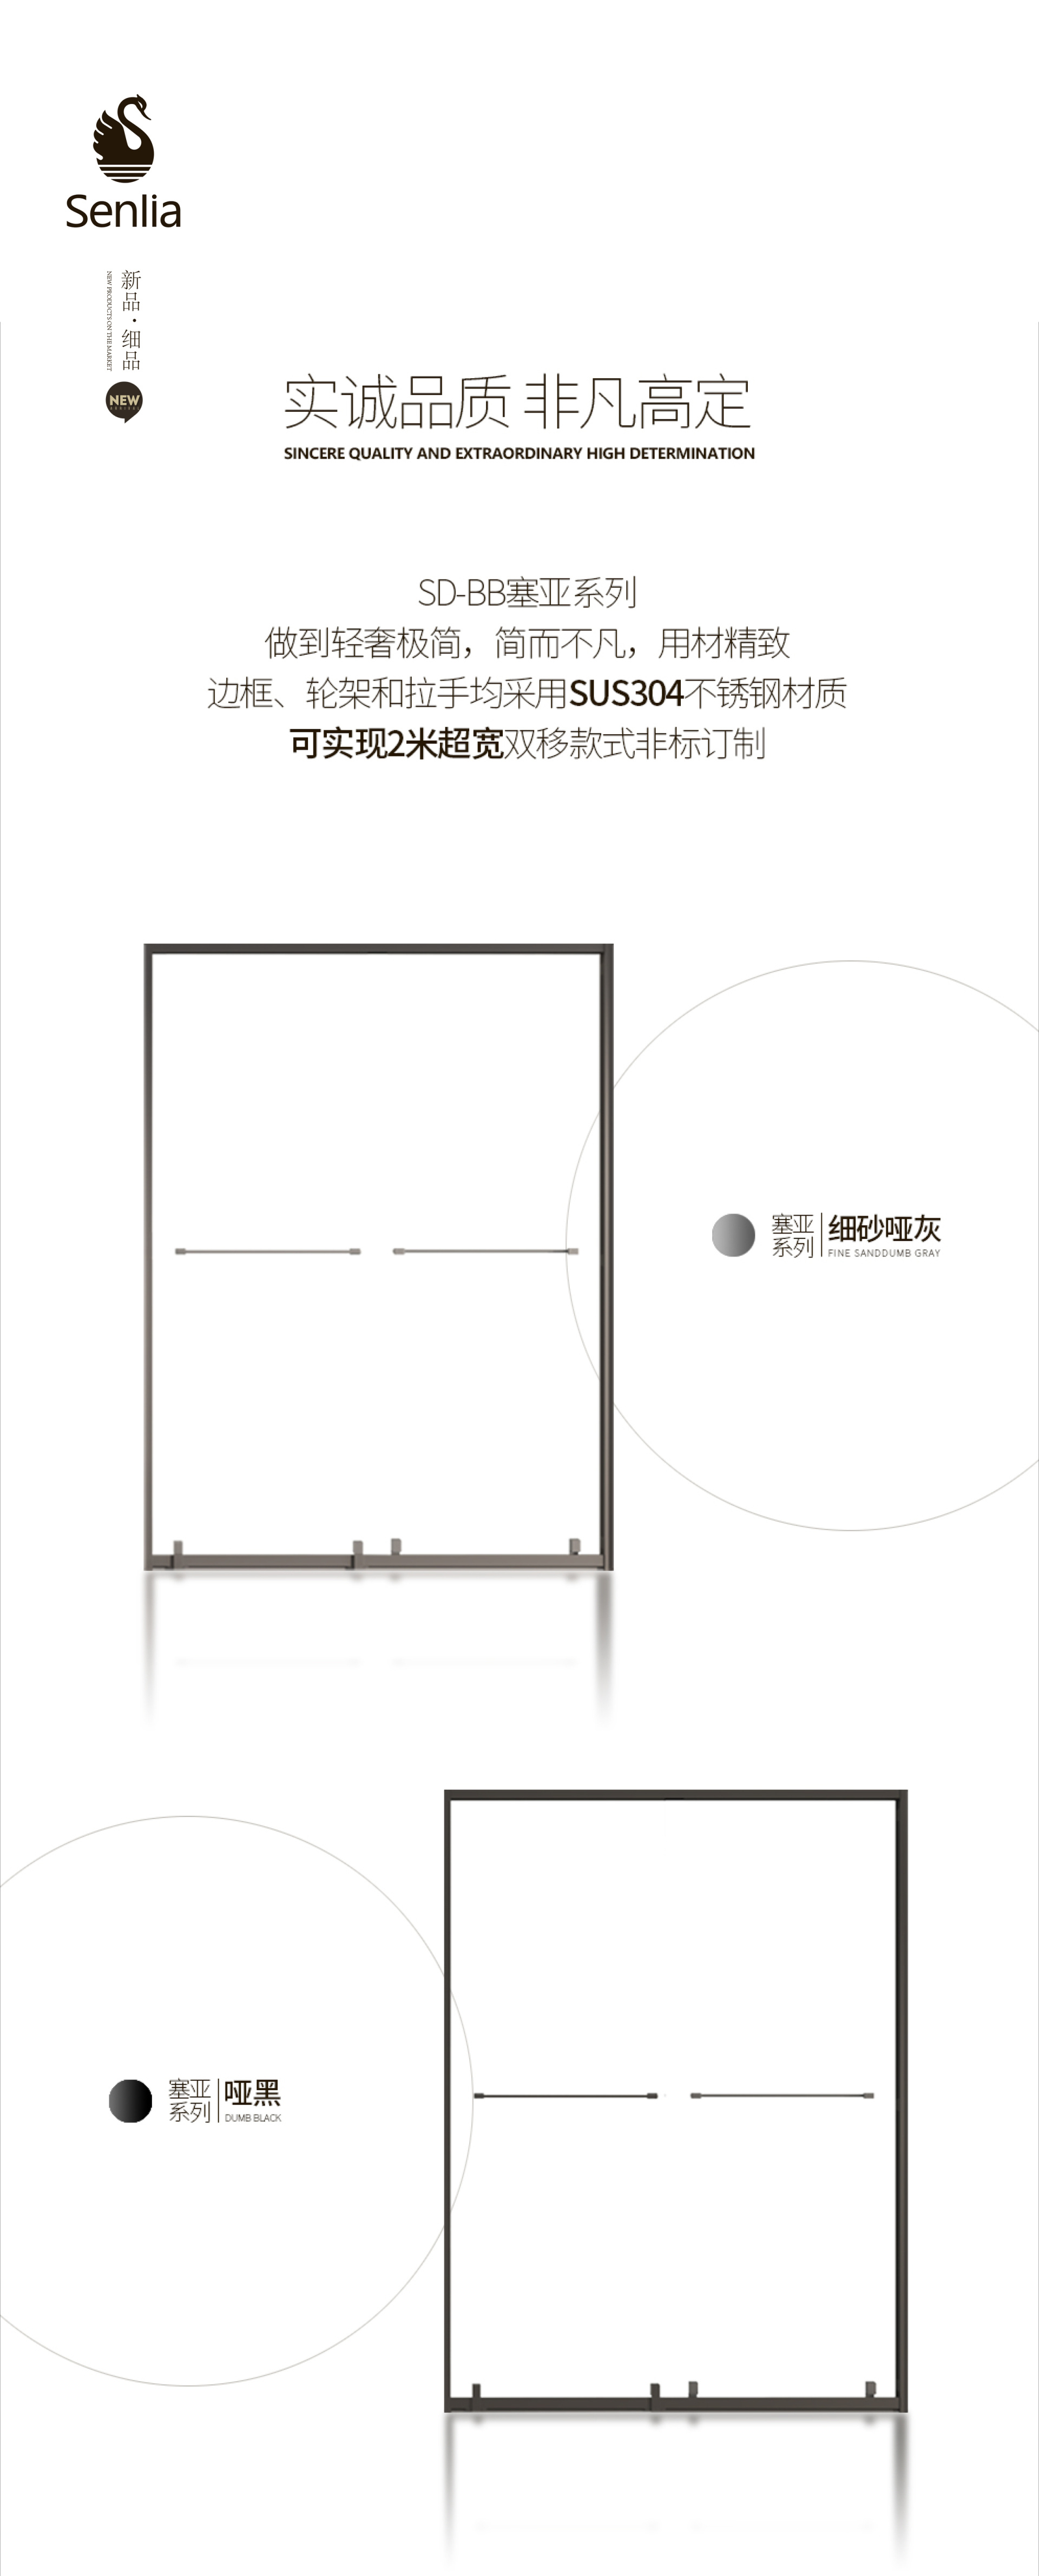 Senlia
新品·细品
NEW PRODUCTS ON THE MARKET
NEW
实诚品质 非凡高定
SINCERE QUALITY AND EXTRAORDINARY HIGH DETERMINATION
SD-BB塞亚系列
做到轻奢极简，简而不凡，用材精致
边框、轮架和拉手均采用SUS304不锈钢材质
可实现2米超宽双移款式非标订制
塞亚
系列
细砂哑灰
FINE SANDDUMB GRAY
塞亚
系列
哑黑
DUMB BLACK